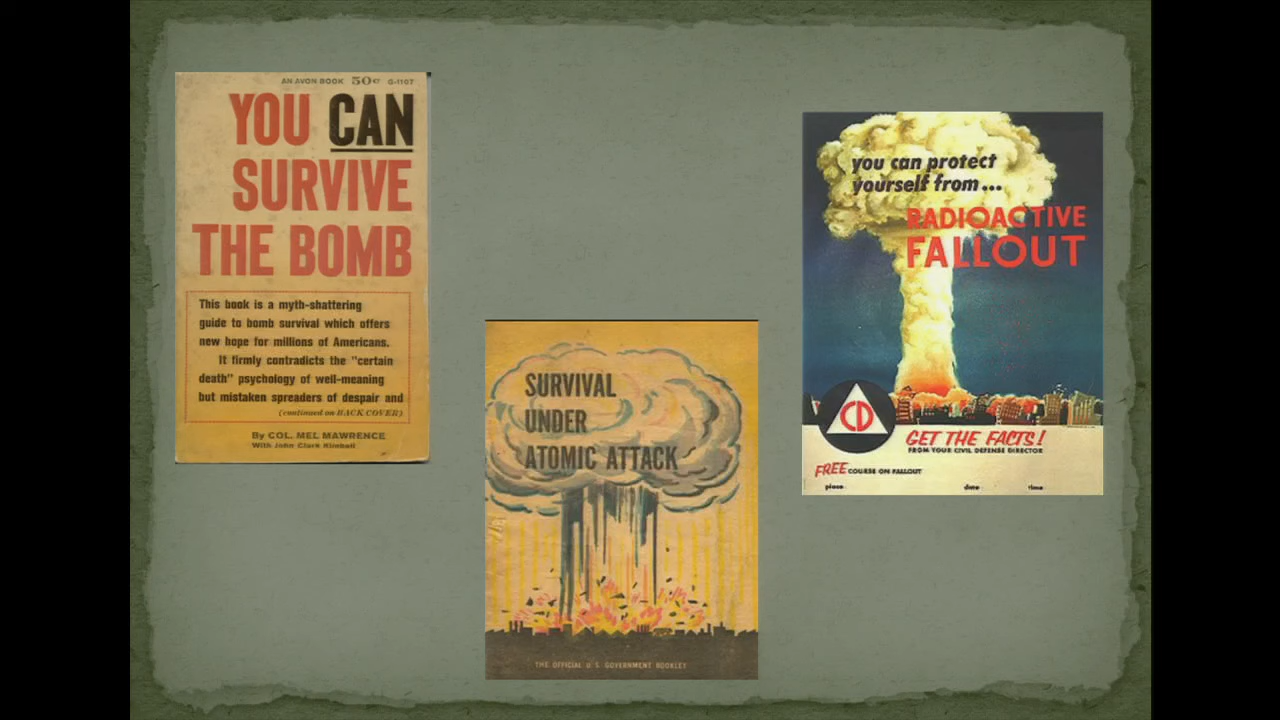 AN AVON BOOK 50¢ G-1107
YOU CAN
SURVIVE
THE BOMB
This book is a myth-shattering
guide to bomb survival which offers
new hope for millions of Americans.
It firmly contradicts the "certain
death" psychology of well-meaning
but mistaken spreaders of despair and
(continued on BACK COVER)
By COL. MEL MAWRENCE
With John Clark Kimball
SURVIVAL
UNDER
ATOMIC ATTACK
THE OFFICIAL U. S. GOVERNMENT BOOKLET
you can protect
yourself from...
RADIOACTIVE
FALLOUT
CD
GET THE FACTS!
FROM YOUR CIVIL DEFENSE DIRECTOR
FREE COURSE ON FALLOUT
place date time